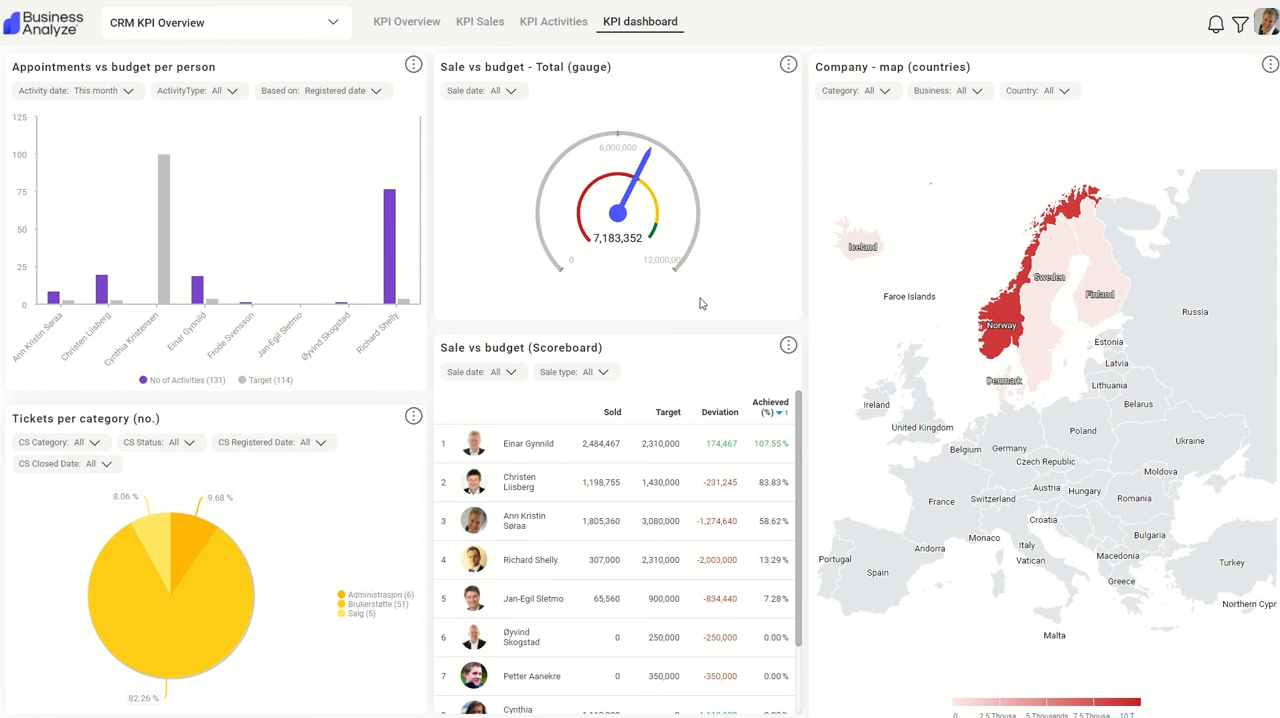 Business
Analyze
CRM KPI Overview
KPI Overview KPI Sales KPI Activities KPI dashboard
Appointments vs budget per person
Activity date: This month ActivityType: All Based on: Registered date
125
100
75
50
25
0
Ann Kristin Søraa
Christen Liisberg
Cynthia Kristensen
Einar Gynnild
Frode Svensson
Jan-Egil Sletmo
Øyvind Skogstad
Richard Shelly
No of Activities (131) Target (114)
Tickets per category (no.)
CS Category: All CS Status: All CS Registered Date: All
CS Closed Date: All
8.06 % 9.68 %
Administrasjon (6)
Brukerstøtte (51)
Salg (5)
82.26 %
Sale vs budget - Total (gauge)
Sale date: All
6,000,000
7,183,352
0 12,000,000
Sale vs budget (Scoreboard)
Sale date: All Sale type: All
Sold Target Deviation Achieved (%) 1
1 Einar Gynnild 2,484,467 2,310,000 174,467 107.55 %
2 Christen Liisberg 1,198,755 1,430,000 -231,245 83.83 %
3 Ann Kristin Søraa 1,805,360 3,080,000 -1,274,640 58.62 %
4 Richard Shelly 307,000 2,310,000 -2,003,000 13.29 %
5 Jan-Egil Sletmo 65,560 900,000 -834,440 7.28 %
6 Øyvind Skogstad 0 250,000 -250,000 0.00 %
7 Petter Aanekre 0 350,000 -350,000 0.00 %
Cynthia
Company - map (countries)
Category: All Business: All Country: All
Iceland
Sweden
Finland
Faroe Islands
Russia
Norway
Estonia
Latvia
Denmark
Lithuania
Ireland
Belarus
United Kingdom
Poland
Ukraine
Belgium
Germany
Czech Republic
Moldova
Austria
Hungary
France
Switzerland
Romania
Croatia
Bulgaria
Monaco
Andorra
Italy
Macedonia
Portugal
Vatican
Turkey
Spain
Greece
Northern Cypr
Malta
0 2.5 Thousa 5 Thousands 7.5 Thousa 10 T